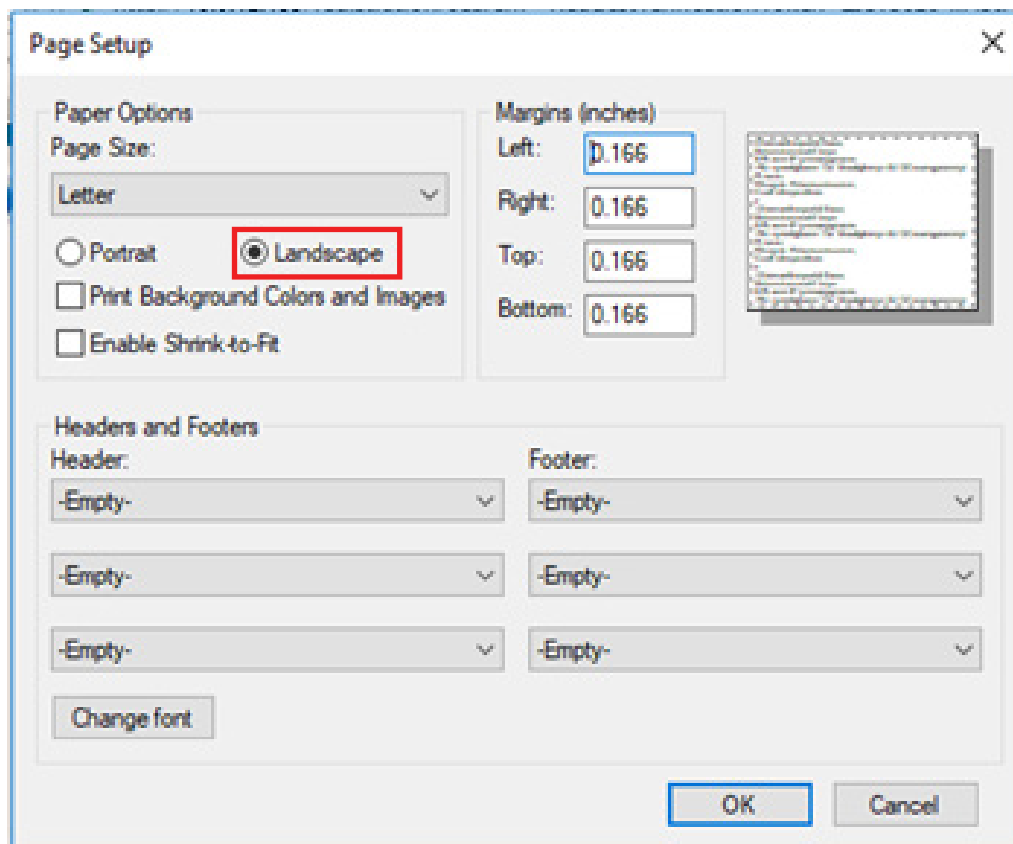 Page Setup
Paper Options
Page Size:
Letter
Portrait
Landscape
Print Background Colors and Images
Enable Shrink-to-Fit
Margins (inches)
Left: 0.166
Right: 0.166
Top: 0.166
Bottom: 0.166
Headers and Footers
Header:
-Empty-
-Empty-
-Empty-
Footer:
-Empty-
-Empty-
-Empty-
Change font
OK
Cancel